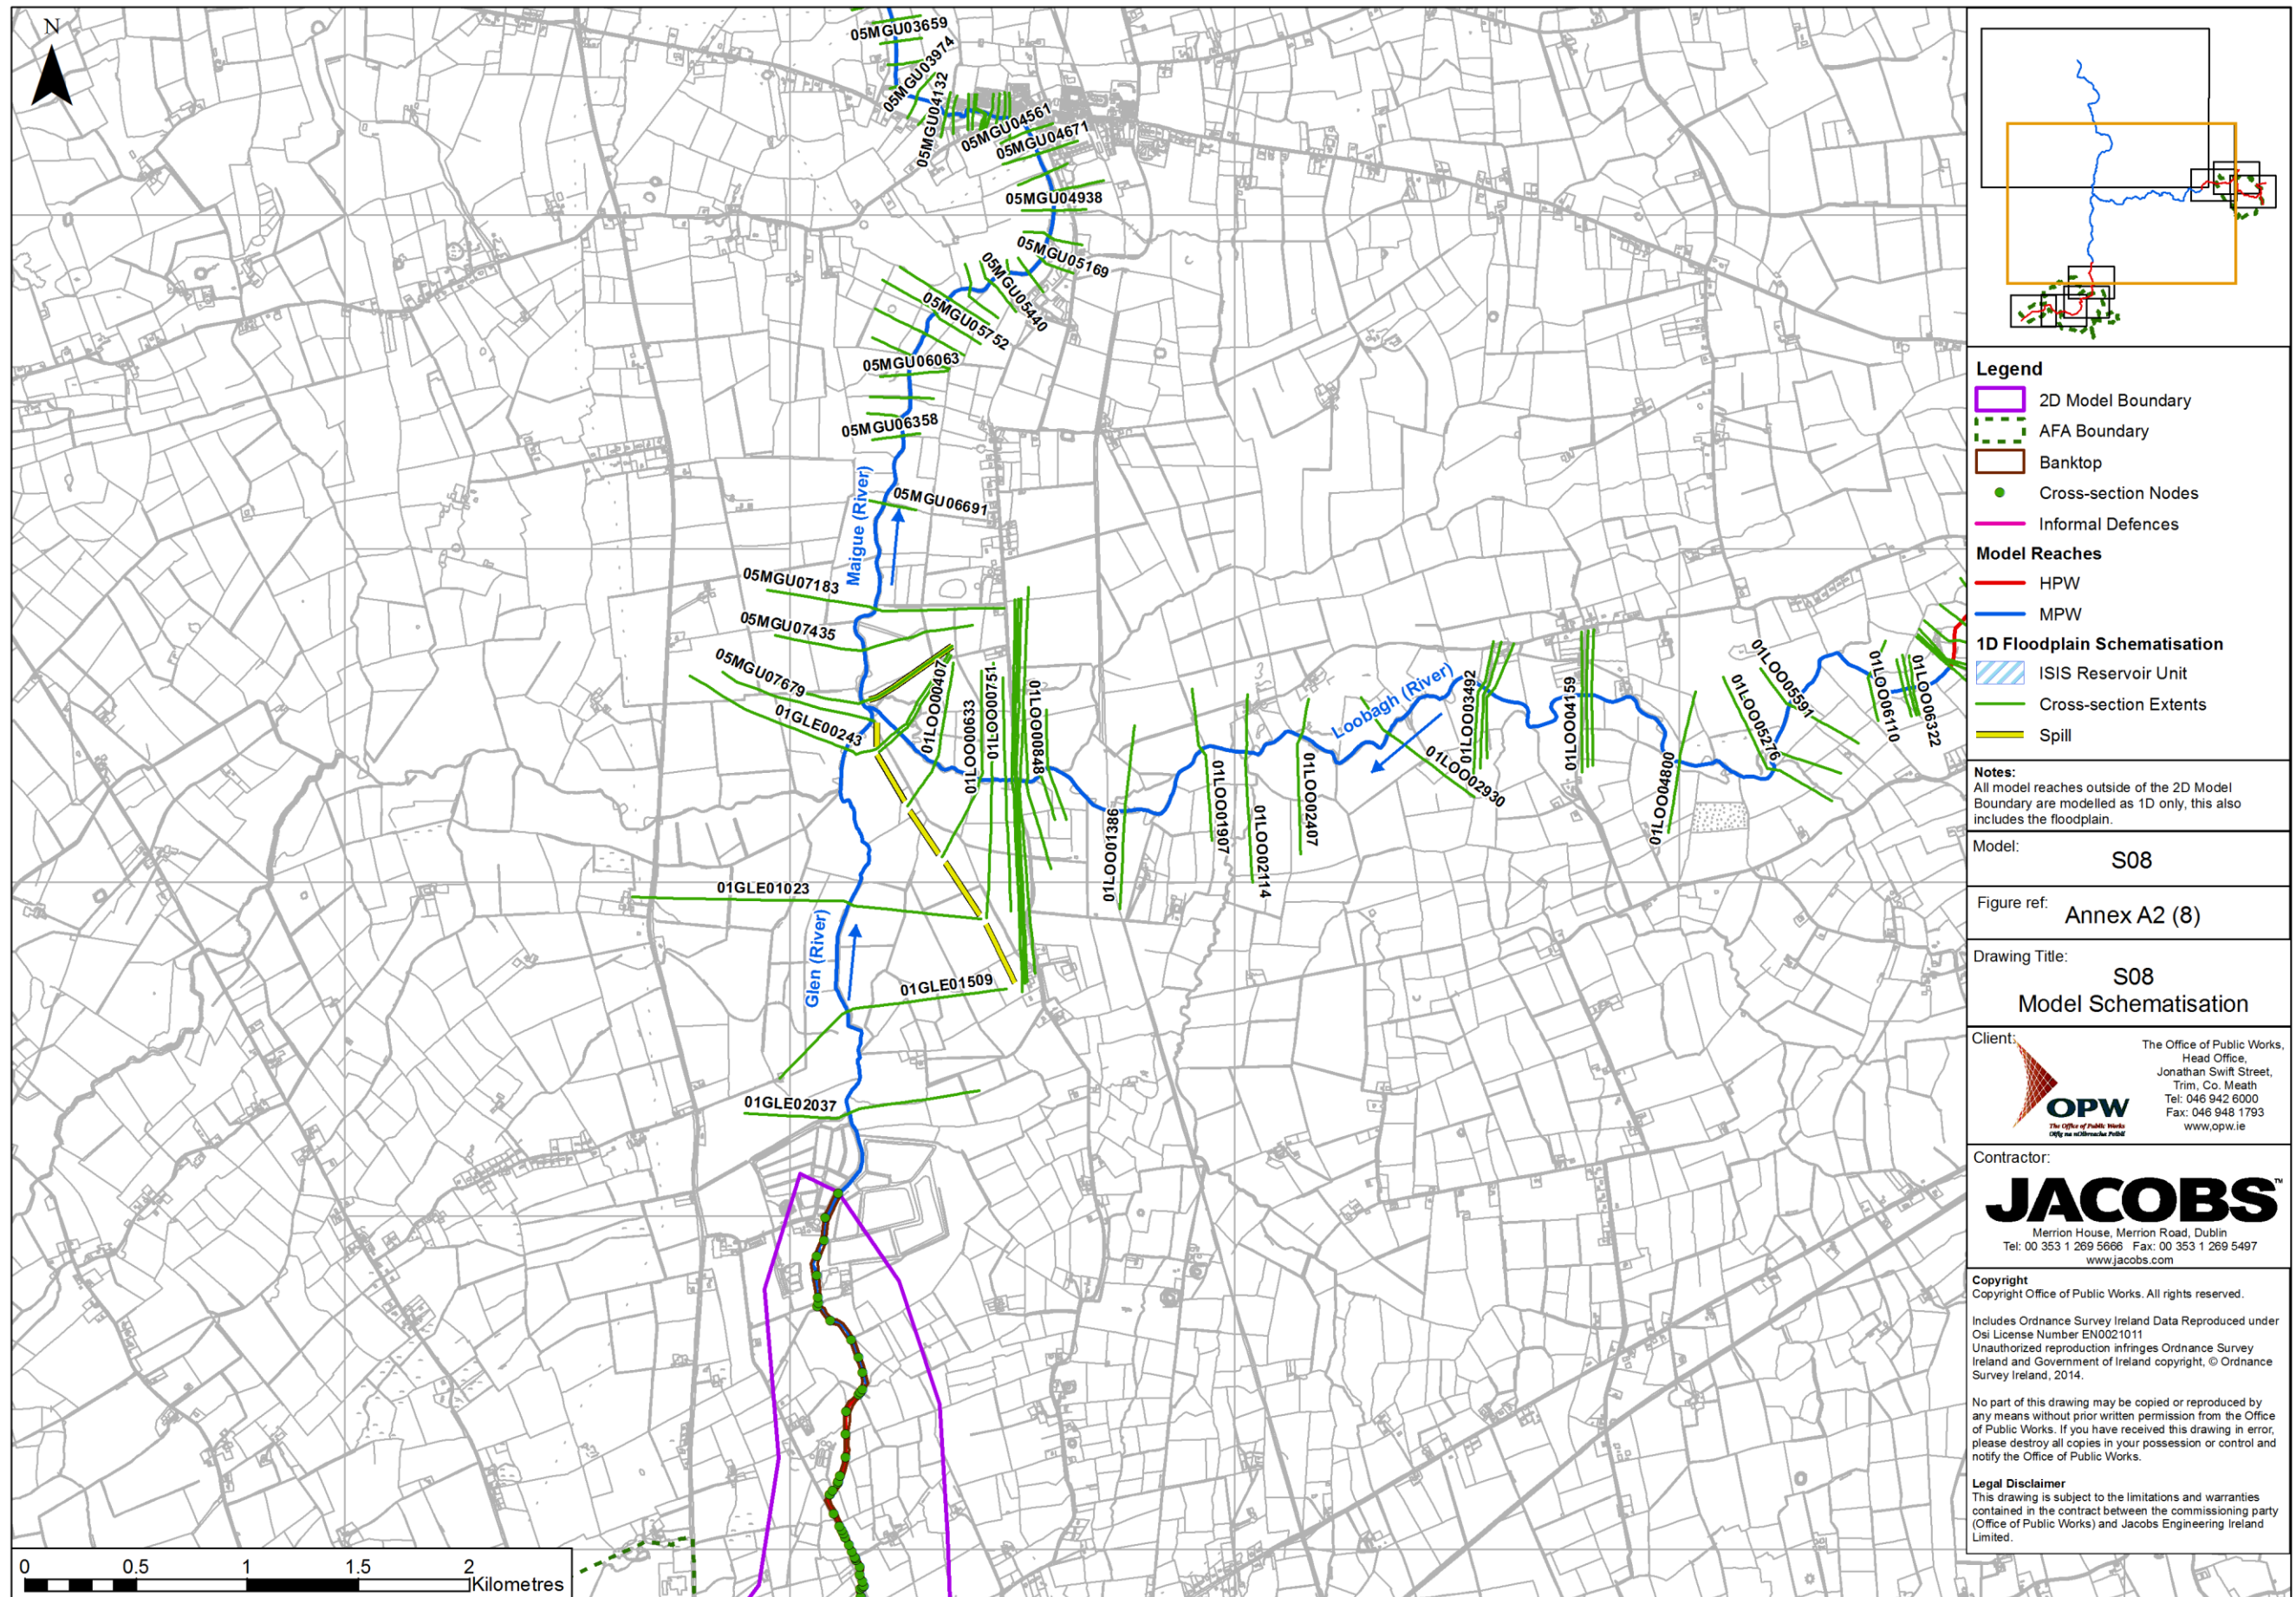 N
05MGU03659
05MGU03974
05MGU04132
05MGU04561
05MGU04671
05MGU04938
05MGU05169
05MGU05440
05MGU05752
05MGU06063
05MGU06358
05MGU06691
Maigue (River)
05MGU07183
05MGU07435
05MGU07679
01GLE00243
01LOO00407
01LOO00633
01LOO00751
01LOO00848
01LOO01386
01LOO01907
01LOO02114
01LOO02407
Loobagh (River)
01LOO02930
01LOO03492
01LOO04159
01LOO04800
01LOO05276
01LOO05591
01LOO06110
01LOO06322
01GLE01023
Glen (River)
01GLE01509
01GLE02037
0 0.5 1 1.5 2
Kilometres
Legend
2D Model Boundary
AFA Boundary
Banktop
Cross-section Nodes
Informal Defences
Model Reaches
HPW
MPW
1D Floodplain Schematisation
ISIS Reservoir Unit
Cross-section Extents
Spill
Notes:
All model reaches outside of the 2D Model
Boundary are modelled as 1D only, this also
includes the floodplain.
Model:
S08
Figure ref:
Annex A2 (8)
Drawing Title:
S08
Model Schematisation
Client:
OPW
The Office of Public Works
Oifig na nOibreacha Poiblí
The Office of Public Works,
Head Office,
Jonathan Swift Street,
Trim, Co. Meath
Tel: 046 942 6000
Fax: 046 948 1793
www,opw.ie
Contractor:
JACOBS™
Merrion House, Merrion Road, Dublin
Tel: 00 353 1 269 5666 Fax: 00 353 1 269 5497
www.jacobs.com
Copyright
Copyright Office of Public Works. All rights reserved.
Includes Ordnance Survey Ireland Data Reproduced under
Osi License Number EN0021011
Unauthorized reproduction infringes Ordnance Survey
Ireland and Government of Ireland copyright, © Ordnance
Survey Ireland, 2014.
No part of this drawing may be copied or reproduced by
any means without prior written permission from the Office
of Public Works. If you have received this drawing in error,
please destroy all copies in your possession or control and
notify the Office of Public Works.
Legal Disclaimer
This drawing is subject to the limitations and warranties
contained in the contract between the commissioning party
(Office of Public Works) and Jacobs Engineering Ireland
Limited.